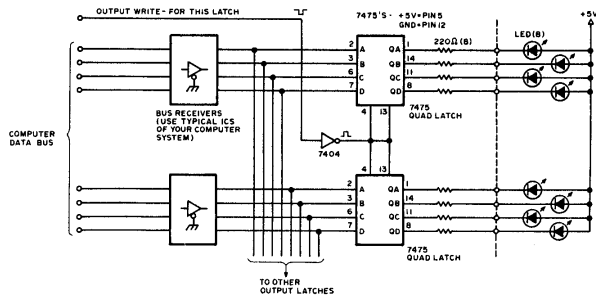 OUTPUT WRITE - FOR THIS LATCH
7475'S - +5V=PIN5
GND=PIN12
220Ω(8)
LED(8)
+5V
2 A QA 1
3 B QB 14
6 C QC 11
7 D QD 8
4 13
7475
QUAD LATCH
BUS RECEIVERS
(USE TYPICAL ICS
OF YOUR COMPUTER
SYSTEM)
COMPUTER
DATA BUS
7404
4 13
2 A QA 1
3 B QB 14
6 C QC 11
7 D QD 8
7475
QUAD LATCH
TO OTHER
OUTPUT LATCHES